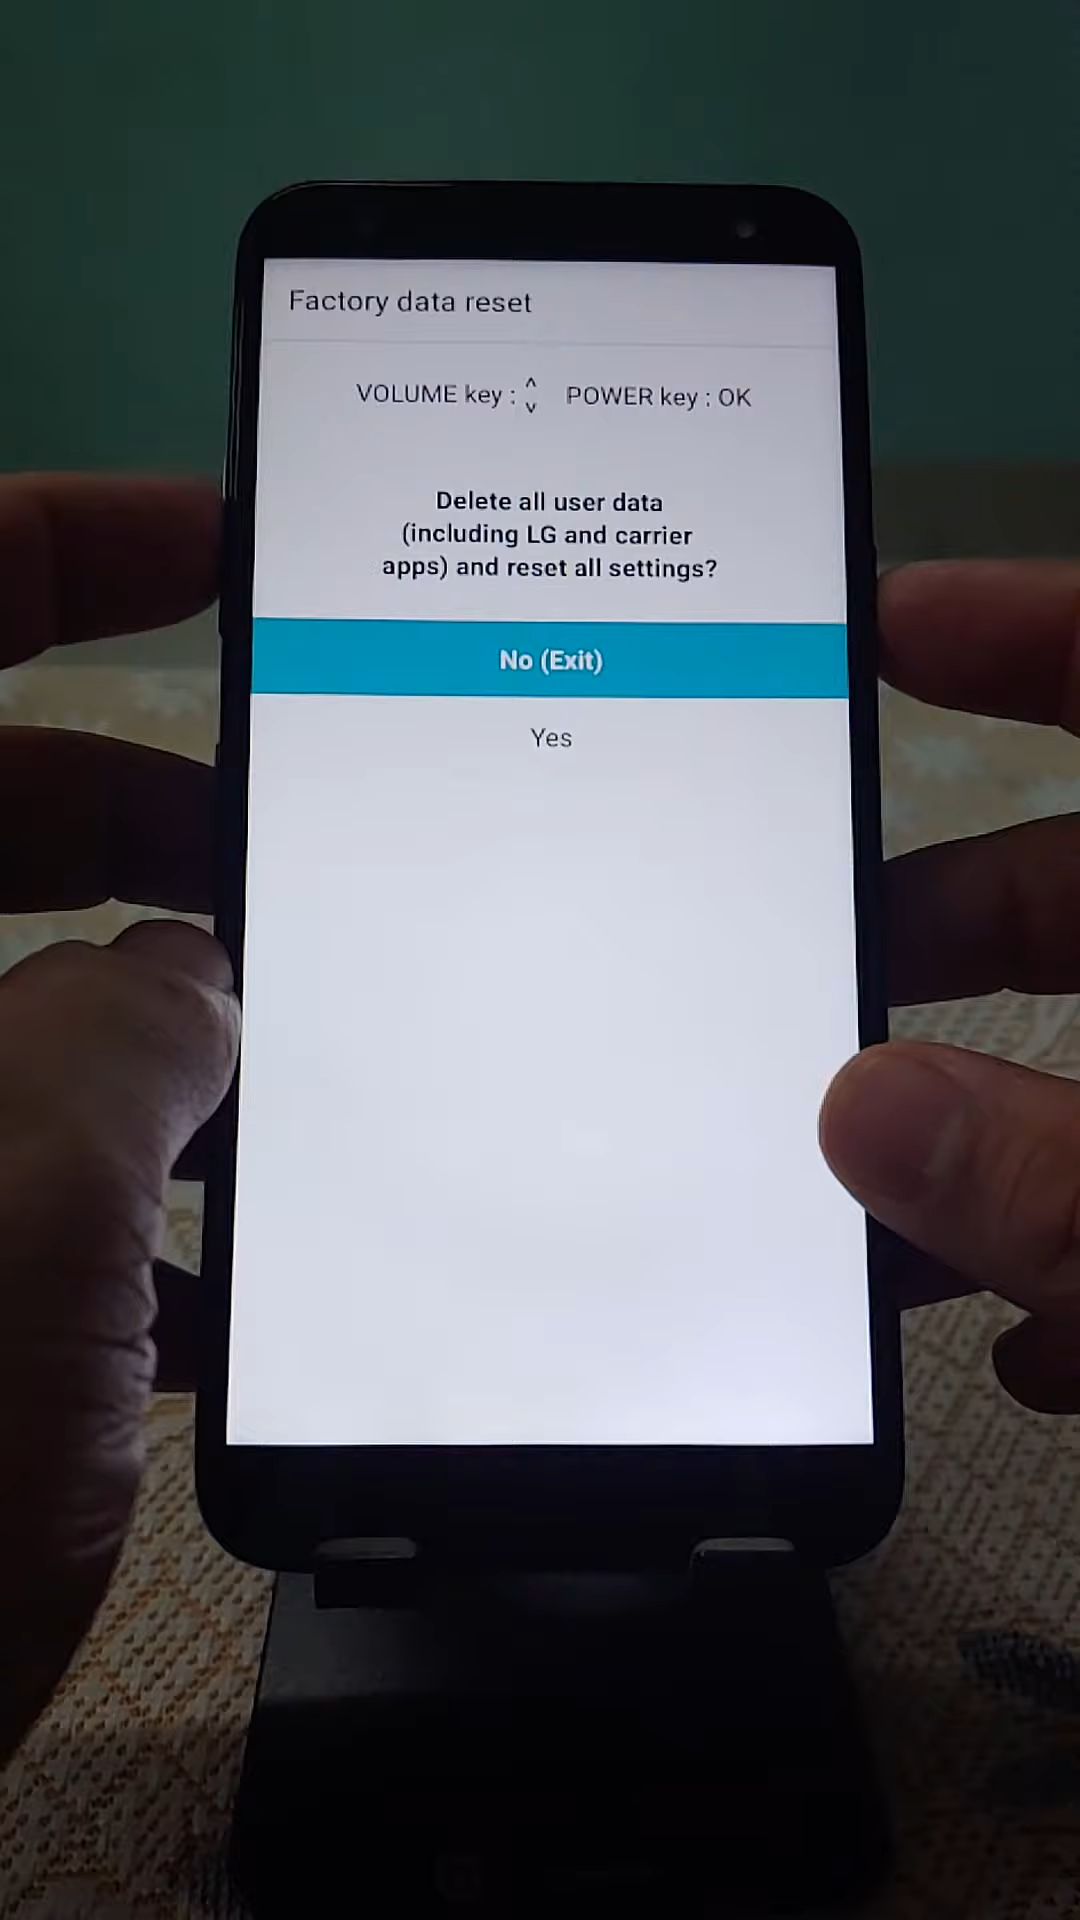 Factory data reset
VOLUME key : POWER key : OK
Delete all user data
(including LG and carrier
apps) and reset all settings?
No (Exit)
Yes